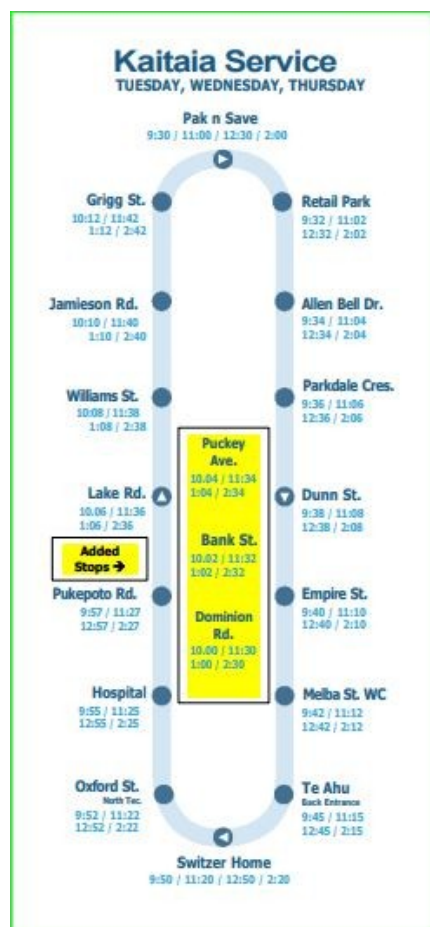 Kaitaia Service
TUESDAY, WEDNESDAY, THURSDAY
Pak n Save
9:30 / 11:00 / 12:30 / 2:00
Retail Park
9:32 / 11:02
12:32 / 2:02
Allen Bell Dr.
9:34 / 11:04
12:34 / 2:04
Parkdale Cres.
9:36 / 11:06
12:36 / 2:06
Dunn St.
9:38 / 11:08
12:38 / 2:08
Empire St.
9:40 / 11:10
12:40 / 2:10
Melba St. WC
9:42 / 11:12
12:42 / 2:12
Te Ahu
Back Entrance
9:45 / 11:15
12:45 / 2:15
Switzer Home
9:50 / 11:20 / 12:50 / 2:20
Oxford St.
North Tec.
9:52 / 11:22
12:52 / 2:22
Hospital
9:55 / 11:25
12:55 / 2:25
Pukepoto Rd.
9:57 / 11:27
12:57 / 2:27
Added
Stops →
Dominion
Rd.
10.00 / 11:30
1:00 / 2:30
Bank St.
10.02 / 11:32
1:02 / 2:32
Puckey
Ave.
10.04 / 11:34
1:04 / 2:34
Lake Rd.
10.06 / 11:36
1:06 / 2:36
Williams St.
10:08 / 11:38
1:08 / 2:38
Jamieson Rd.
10:10 / 11:40
1:10 / 2:40
Grigg St.
10:12 / 11:42
1:12 / 2:42